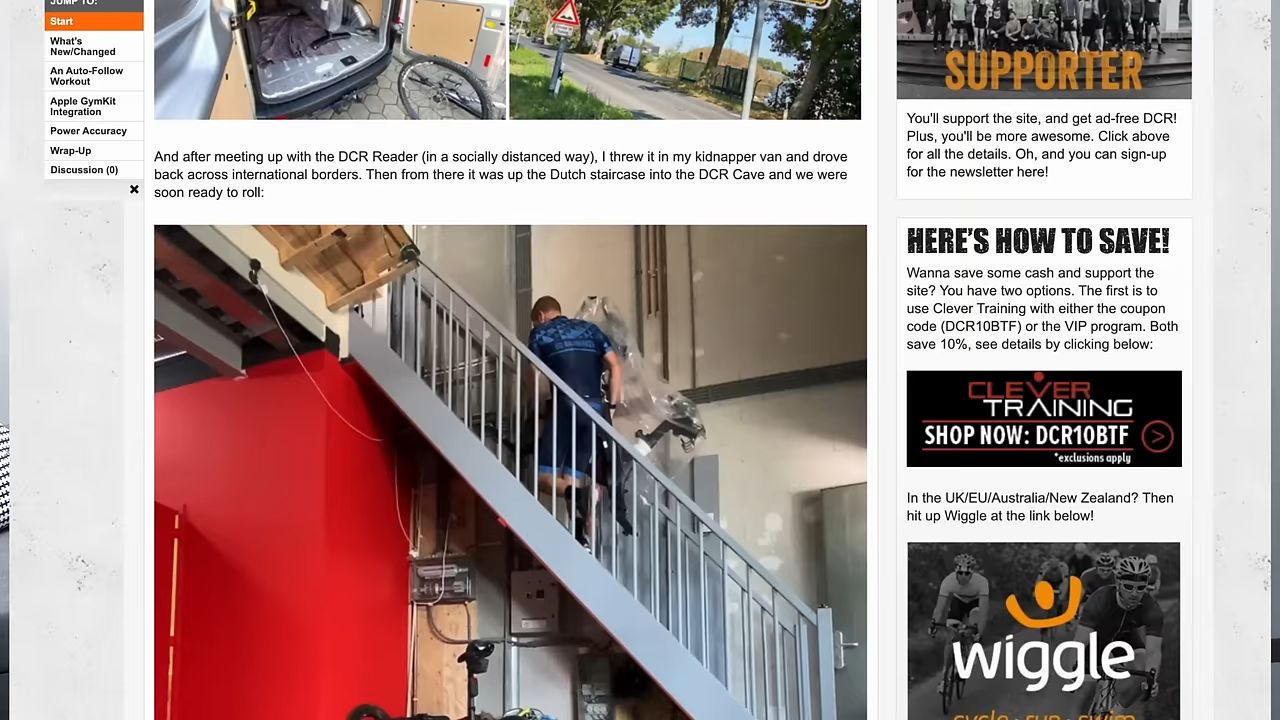 JUMP TO:
Start
What's
New/Changed
An Auto-Follow
Workout
Apple GymKit
Integration
Power Accuracy
Wrap-Up
Discussion (0)
And after meeting up with the DCR Reader (in a socially distanced way), I threw it in my kidnapper van and drove
back across international borders. Then from there it was up the Dutch staircase into the DCR Cave and we were
soon ready to roll:
SUPPORTER
You'll support the site, and get ad-free DCR!
Plus, you'll be more awesome. Click above
for all the details. Oh, and you can sign-up
for the newsletter here!
HERE'S HOW TO SAVE!
Wanna save some cash and support the
site? You have two options. The first is to
use Clever Training with either the coupon
code (DCR10BTF) or the VIP program. Both
save 10%, see details by clicking below:
CLEVER
TRAINING
SHOP NOW: DCR10BTF
*exclusions apply
In the UK/EU/Australia/New Zealand? Then
hit up Wiggle at the link below!
wiggle
cycle · run · swim